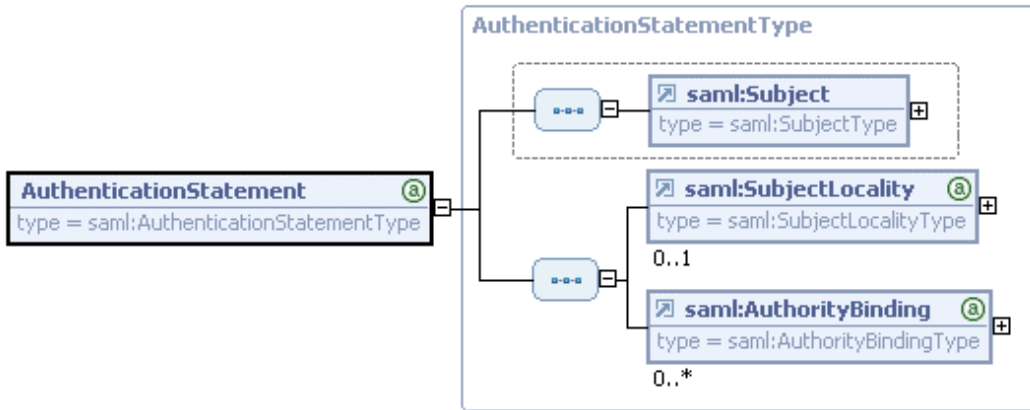 AuthenticationStatementType
saml:Subject
type = saml:SubjectType
AuthenticationStatement a
type = saml:AuthenticationStatementType
saml:SubjectLocality a
type = saml:SubjectLocalityType
0..1
saml:AuthorityBinding a
type = saml:AuthorityBindingType
0..*